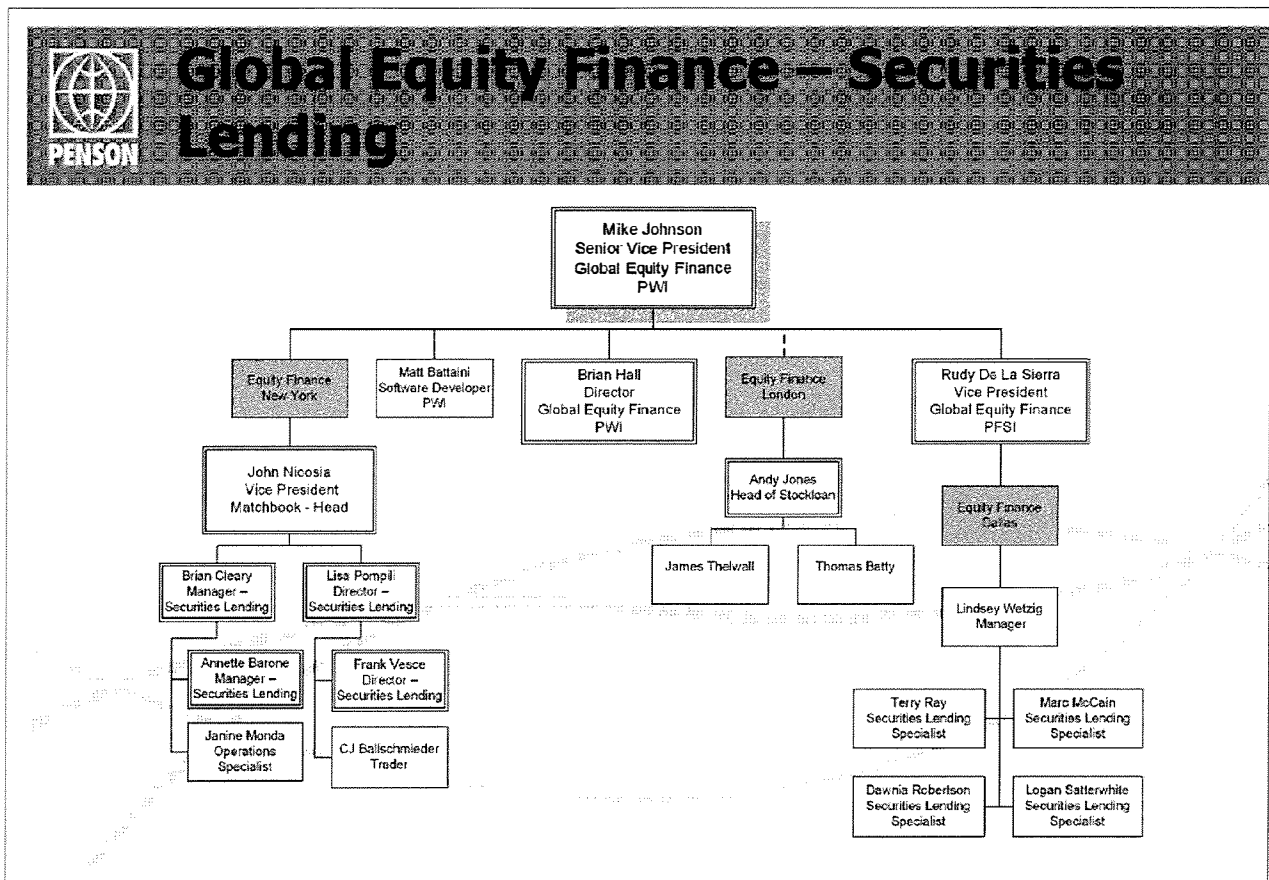 PENSON
Global Equity Finance – Securities
Lending
Mike Johnson
Senior Vice President
Global Equity Finance
PWI
Equity Finance
New York
Matt Battaini
Software Developer
PWI
Brian Hall
Director
Global Equity Finance
PWI
Equity Finance
London
Rudy De La Sierra
Vice President
Global Equity Finance
PFSI
John Nicosia
Vice President
Matchbook - Head
Andy Jones
Head of Stockloan
Equity Finance
Dallas
Brian Cleary
Manager –
Securities Lending
Lisa Pompili
Director –
Securities Lending
James Thelwall
Thomas Batty
Lindsey Wetzig
Manager
Annette Barone
Manager –
Securities Lending
Frank Vesce
Director –
Securities Lending
Janine Monda
Operations
Specialist
CJ Ballschmieder
Trader
Terry Ray
Securities Lending
Specialist
Marc McCain
Securities Lending
Specialist
Dawnia Robertson
Securities Lending
Specialist
Logan Satterwhite
Securities Lending
Specialist